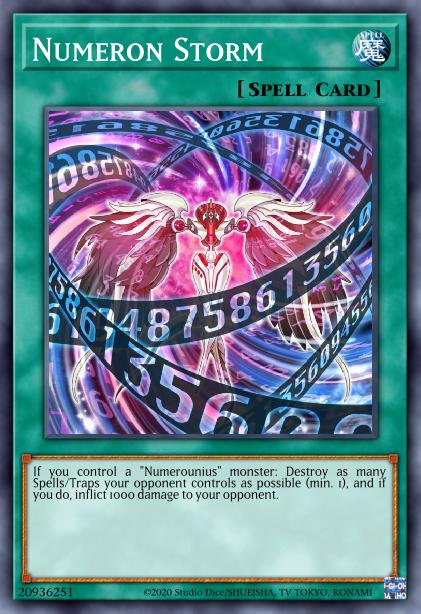 NUMERON STORM
SPELL
魔
[SPELL CARD]
If you control a "Numerounius" monster: Destroy as many
Spells/Traps your opponent controls as possible (min. 1), and if
you do, inflict 1000 damage to your opponent.
20936251
©2020 Studio Dice/SHUEISHA, TV TOKYO, KONAMI